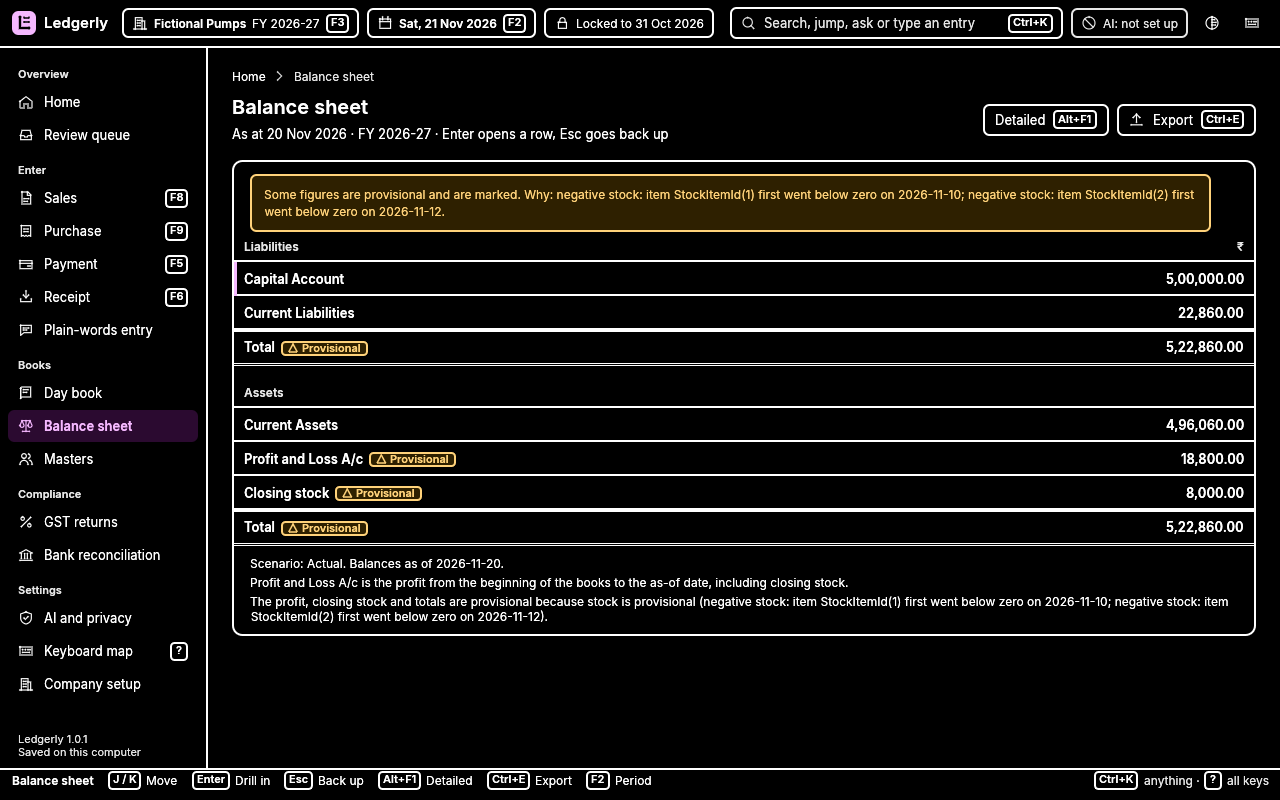 Ledgerly
Fictional Pumps FY 2026-27 F3
Sat, 21 Nov 2026 F2
Locked to 31 Oct 2026
Search, jump, ask or type an entry Ctrl+K
AI: not set up
Overview
Home
Review queue
Enter
Sales F8
Purchase F9
Payment F5
Receipt F6
Plain-words entry
Books
Day book
Balance sheet
Masters
Compliance
GST returns
Bank reconciliation
Settings
AI and privacy
Keyboard map ?
Company setup
Ledgerly 1.0.1
Saved on this computer
Home Balance sheet
Balance sheet
As at 20 Nov 2026 · FY 2026-27 · Enter opens a row, Esc goes back up
Detailed Alt+F1
Export Ctrl+E
Some figures are provisional and are marked. Why: negative stock: item StockItemId(1) first went below zero on 2026-11-10; negative stock: item StockItemId(2) first
went below zero on 2026-11-12.
Liabilities ₹
Capital Account 5,00,000.00
Current Liabilities 22,860.00
Total Provisional 5,22,860.00
Assets
Current Assets 4,96,060.00
Profit and Loss A/c Provisional 18,800.00
Closing stock Provisional 8,000.00
Total Provisional 5,22,860.00
Scenario: Actual. Balances as of 2026-11-20.
Profit and Loss A/c is the profit from the beginning of the books to the as-of date, including closing stock.
The profit, closing stock and totals are provisional because stock is provisional (negative stock: item StockItemId(1) first went below zero on 2026-11-10; negative stock: item
StockItemId(2) first went below zero on 2026-11-12).
Balance sheet J / K Move Enter Drill in Esc Back up Alt+F1 Detailed Ctrl+E Export F2 Period Ctrl+K anything · ? all keys